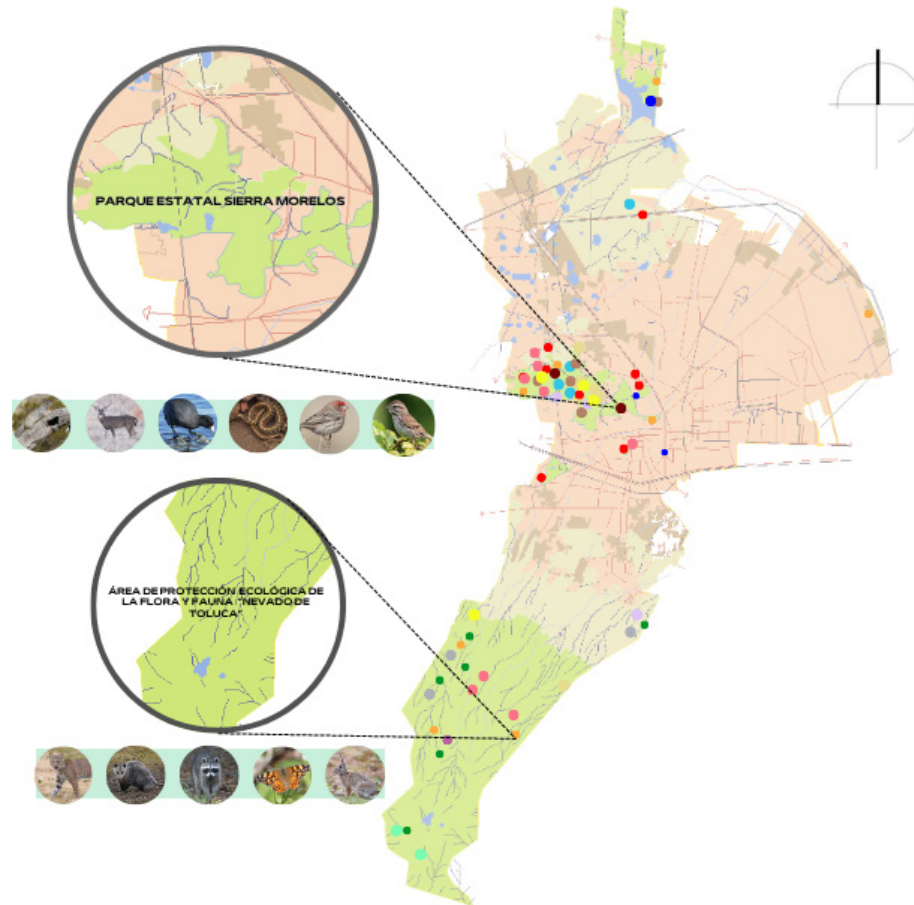 PARQUE ESTATAL SIERRA MORELOS
ÁREA DE PROTECCIÓN ECOLÓGICA DE
LA FLORA Y FAUNA "NEVADO DE
TOLUCA"